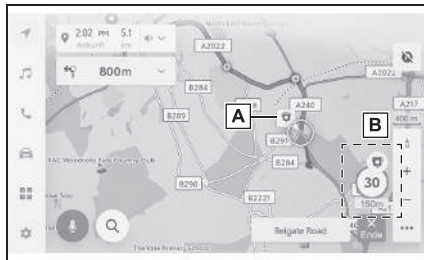 2:02 PM 5.1
Ankunft km
800m
A2022
A2022
B284
A240
A217
400 m
A
B
B289
B291
B284
B290
B2221
RAC Woodcote Park Country Club
30
150m
Reigate Road
Ende